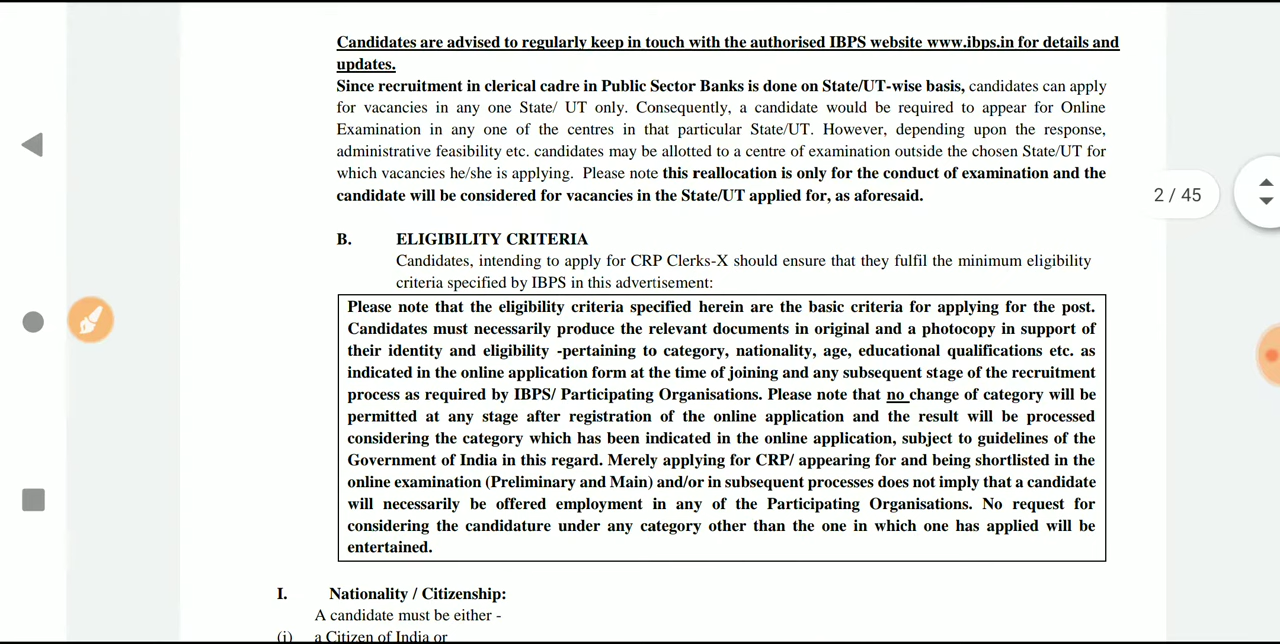 Candidates are advised to regularly keep in touch with the authorised IBPS website www.ibps.in for details and
updates.
Since recruitment in clerical cadre in Public Sector Banks is done on State/UT-wise basis, candidates can apply
for vacancies in any one State/ UT only. Consequently, a candidate would be required to appear for Online
Examination in any one of the centres in that particular State/UT. However, depending upon the response,
administrative feasibility etc. candidates may be allotted to a centre of examination outside the chosen State/UT for
which vacancies he/she is applying. Please note this reallocation is only for the conduct of examination and the
candidate will be considered for vacancies in the State/UT applied for, as aforesaid.
2 / 45
B. ELIGIBILITY CRITERIA
Candidates, intending to apply for CRP Clerks-X should ensure that they fulfil the minimum eligibility
criteria specified by IBPS in this advertisement:
Please note that the eligibility criteria specified herein are the basic criteria for applying for the post.
Candidates must necessarily produce the relevant documents in original and a photocopy in support of
their identity and eligibility -pertaining to category, nationality, age, educational qualifications etc. as
indicated in the online application form at the time of joining and any subsequent stage of the recruitment
process as required by IBPS/ Participating Organisations. Please note that no change of category will be
permitted at any stage after registration of the online application and the result will be processed
considering the category which has been indicated in the online application, subject to guidelines of the
Government of India in this regard. Merely applying for CRP/ appearing for and being shortlisted in the
online examination (Preliminary and Main) and/or in subsequent processes does not imply that a candidate
will necessarily be offered employment in any of the Participating Organisations. No request for
considering the candidature under any category other than the one in which one has applied will be
entertained.
I. Nationality / Citizenship:
A candidate must be either -
(i) a Citizen of India or